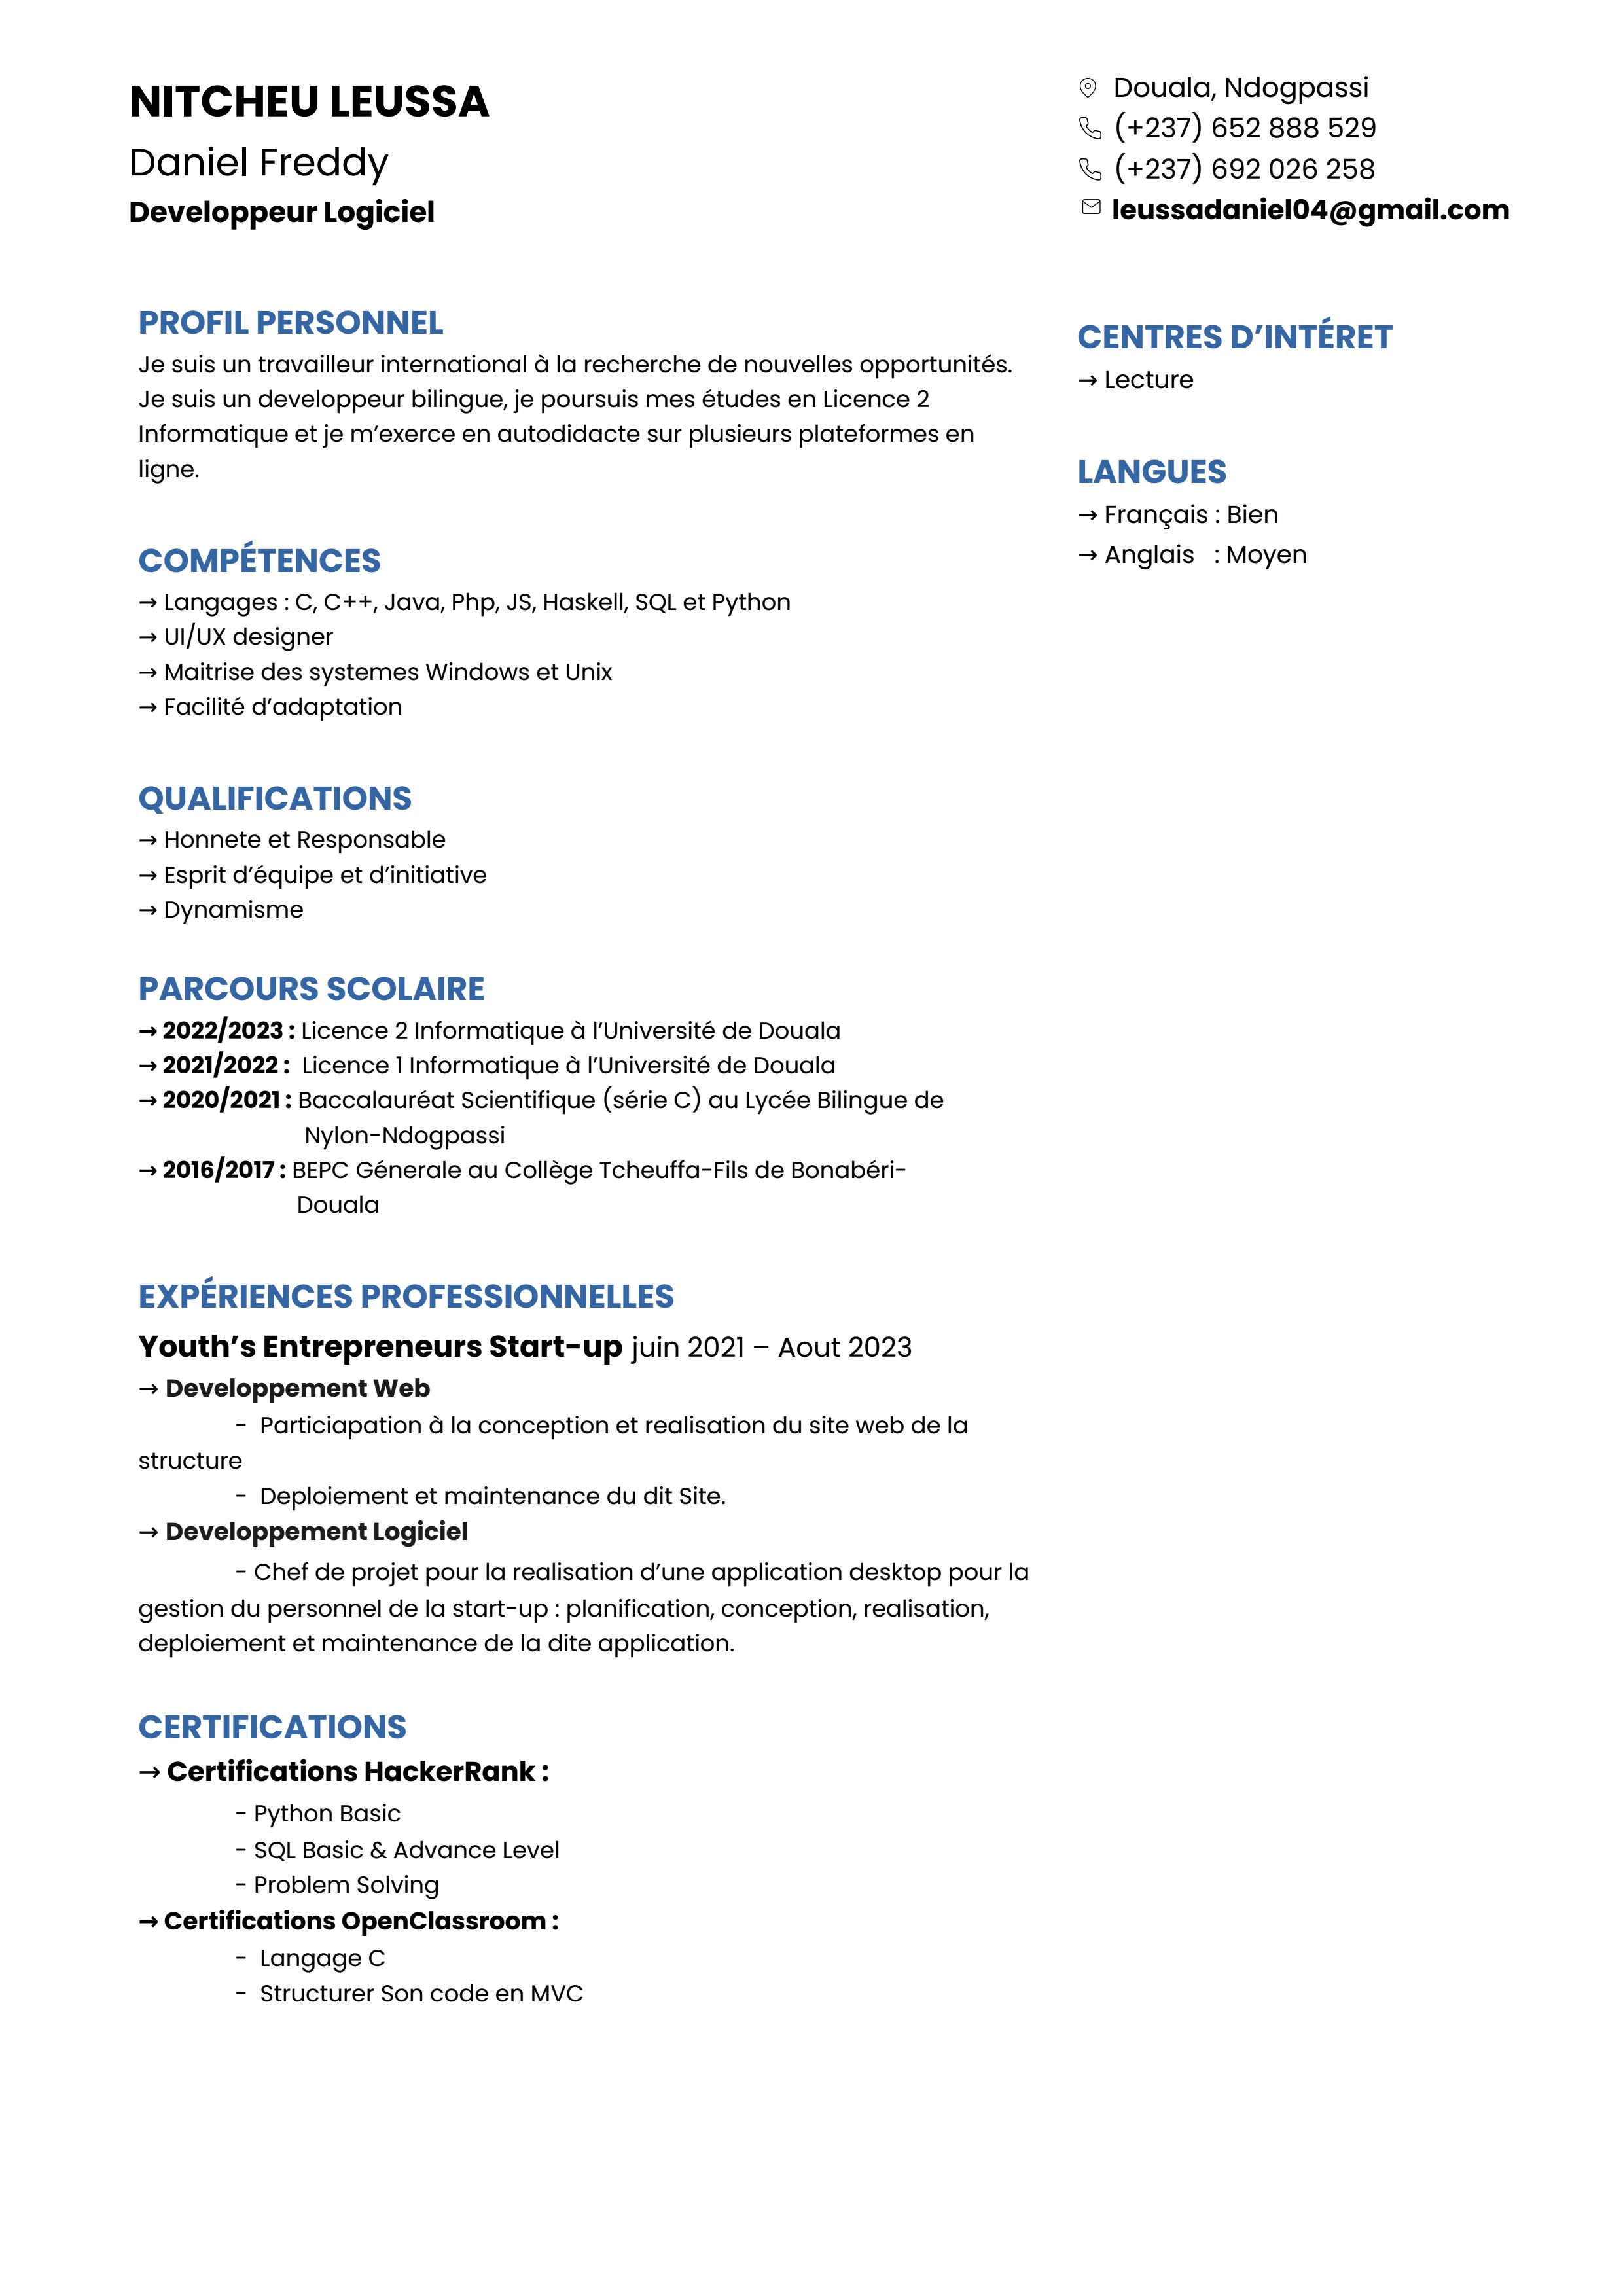 NITCHEU LEUSSA
Daniel Freddy
Developpeur Logiciel
Douala, Ndogpassi
(+237) 652 888 529
(+237) 692 026 258
leussadaniel04@gmail.com
PROFIL PERSONNEL
Je suis un travailleur international à la recherche de nouvelles opportunités.
Je suis un developpeur bilingue, je poursuis mes études en Licence 2
Informatique et je m’exerce en autodidacte sur plusieurs plateformes en
ligne.
COMPÉTENCES
→ Langages : C, C++, Java, Php, JS, Haskell, SQL et Python
→ UI/UX designer
→ Maitrise des systemes Windows et Unix
→ Facilité d’adaptation
QUALIFICATIONS
→ Honnete et Responsable
→ Esprit d’équipe et d’initiative
→ Dynamisme
PARCOURS SCOLAIRE
→ 2022/2023 : Licence 2 Informatique à l’Université de Douala
→ 2021/2022 : Licence 1 Informatique à l’Université de Douala
→ 2020/2021 : Baccalauréat Scientifique (série C) au Lycée Bilingue de
Nylon-Ndogpassi
→ 2016/2017 : BEPC Génerale au Collège Tcheuffa-Fils de Bonabéri-
Douala
EXPÉRIENCES PROFESSIONNELLES
Youth’s Entrepreneurs Start-up juin 2021 – Aout 2023
→ Developpement Web
- Particiapation à la conception et realisation du site web de la
structure
- Deploiement et maintenance du dit Site.
→ Developpement Logiciel
- Chef de projet pour la realisation d’une application desktop pour la
gestion du personnel de la start-up : planification, conception, realisation,
deploiement et maintenance de la dite application.
CERTIFICATIONS
→ Certifications HackerRank :
- Python Basic
- SQL Basic & Advance Level
- Problem Solving
→ Certifications OpenClassroom :
- Langage C
- Structurer Son code en MVC
CENTRES D’INTÉRET
→ Lecture
LANGUES
→ Français : Bien
→ Anglais : Moyen